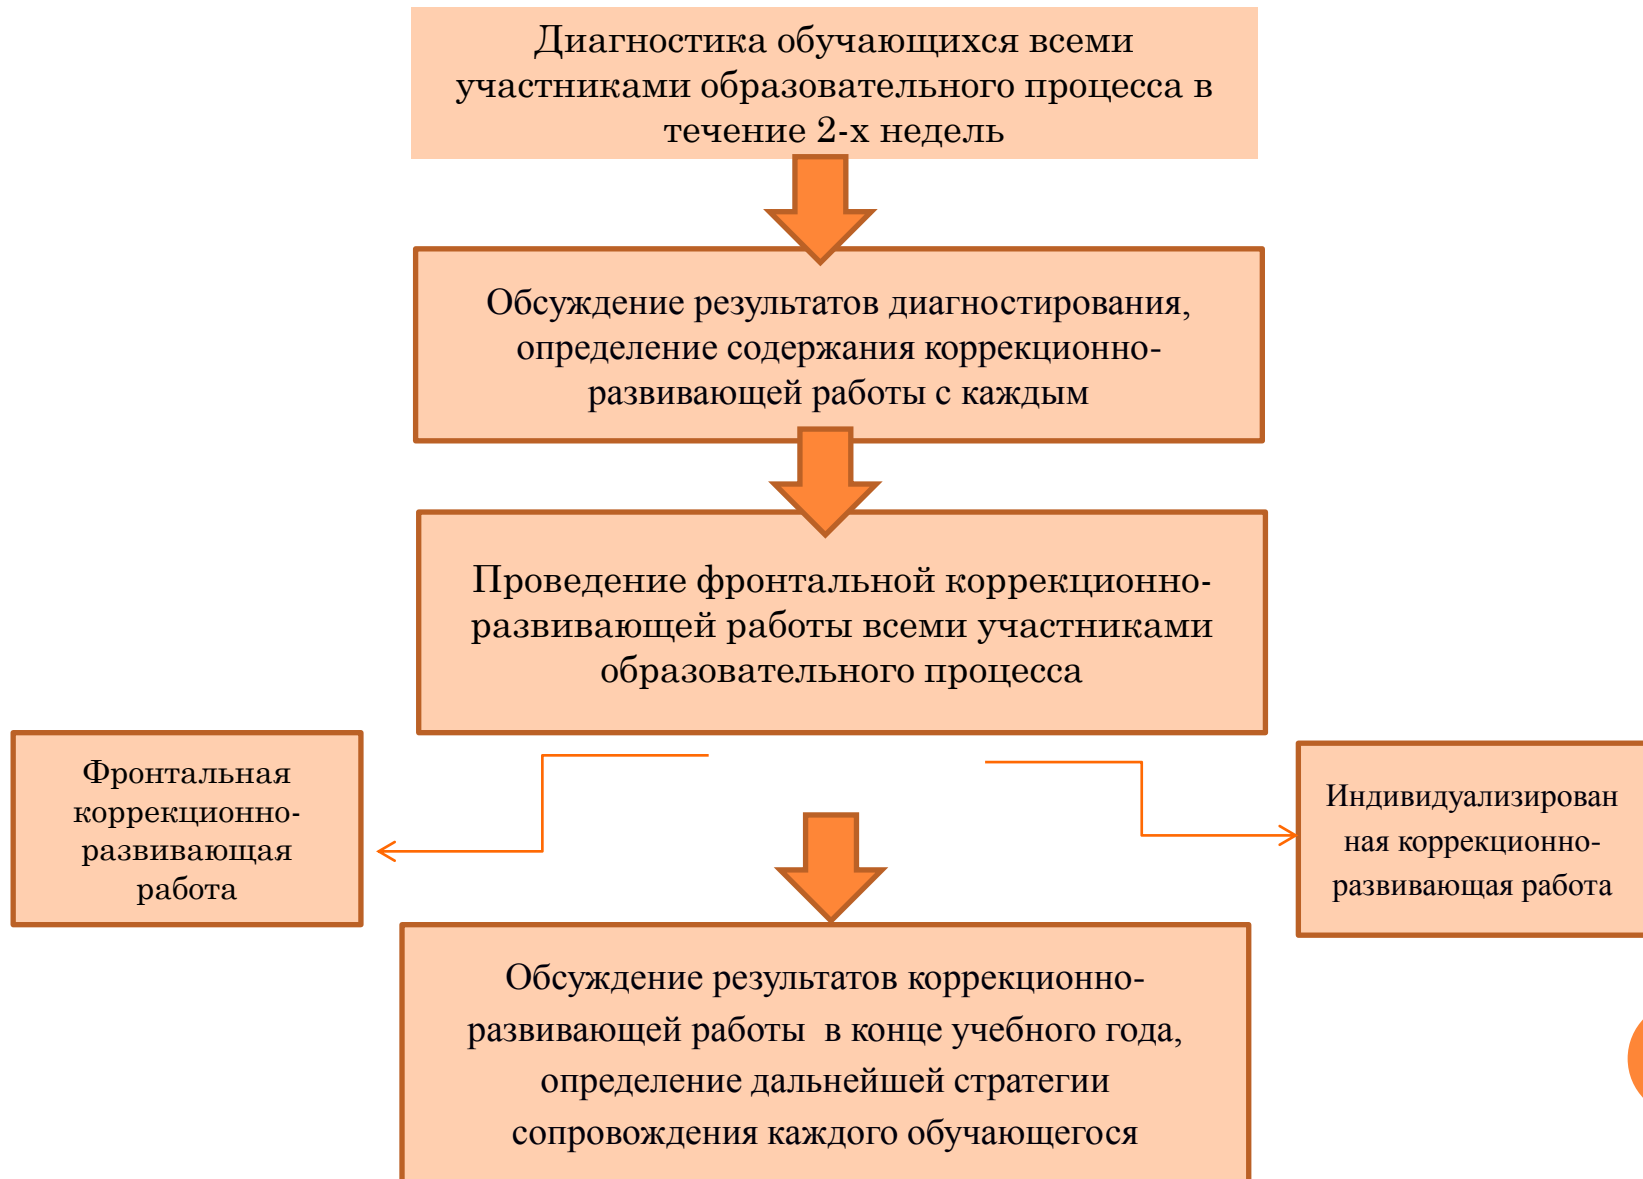 Диагностика обучающихся всеми
участниками образовательного процесса в
течение 2-х недель
Обсуждение результатов диагностирования,
определение содержания коррекционно-
развивающей работы с каждым
Проведение фронтальной коррекционно-
развивающей работы всеми участниками
образовательного процесса
Фронтальная
коррекционно-
развивающая
работа
Индивидуализирован
ная коррекционно-
развивающая работа
Обсуждение результатов коррекционно-
развивающей работы в конце учебного года,
определение дальнейшей стратегии
сопровождения каждого обучающегося